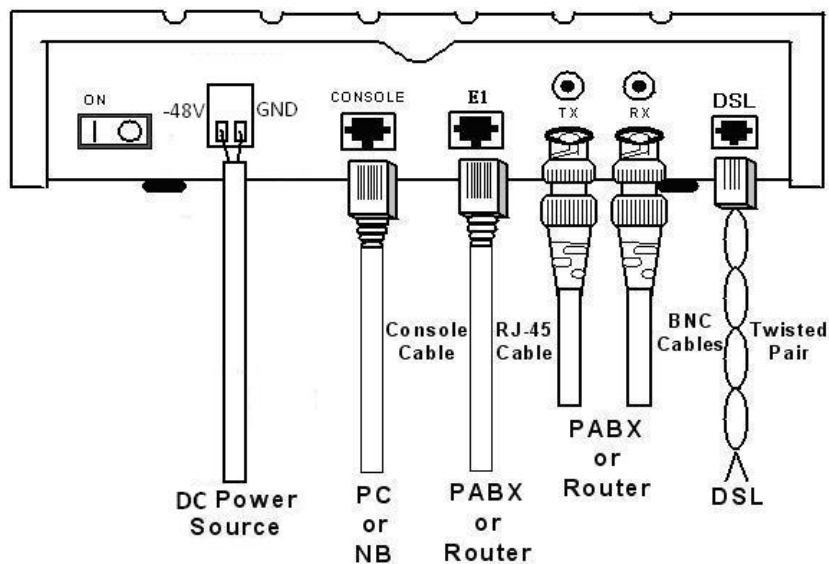 ON
-48V
GND
CONSOLE
E1
TX
RX
DSL
Console
Cable
RJ-45
Cable
BNC
Cables
Twisted
Pair
DC Power
Source
PC
or
NB
PABX
or
Router
PABX
or
Router
DSL